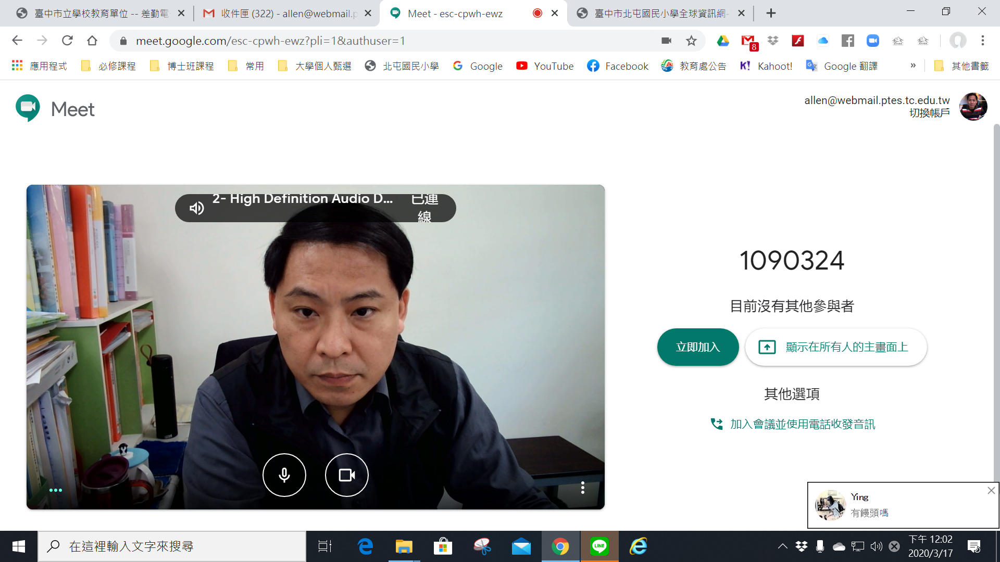 臺中市立學校教育單位 -- 差勤電
收件匣 (322) - allen@webmail.p
Meet - esc-cpwh-ewz
臺中市北屯國民小學全球資訊網-
meet.google.com/esc-cpwh-ewz?pli=1&authuser=1
8
應用程式
必修課程
博士班課程
常用
大學個人甄選
北屯國民小學
Google
YouTube
Facebook
教育處公告
K!
Kahoot!
Google 翻譯
»
其他書籤
Meet
allen@webmail.ptes.tc.edu.tw
切換帳戶
2- High Definition Audio D...
已連
線
1090324
目前沒有其他參與者
立即加入
顯示在所有人的主畫面上
其他選項
加入會議並使用電話收發音訊
Ying
有饅頭嗎
在這裡輸入文字來搜尋
LINE
下午 12:02
2020/3/17